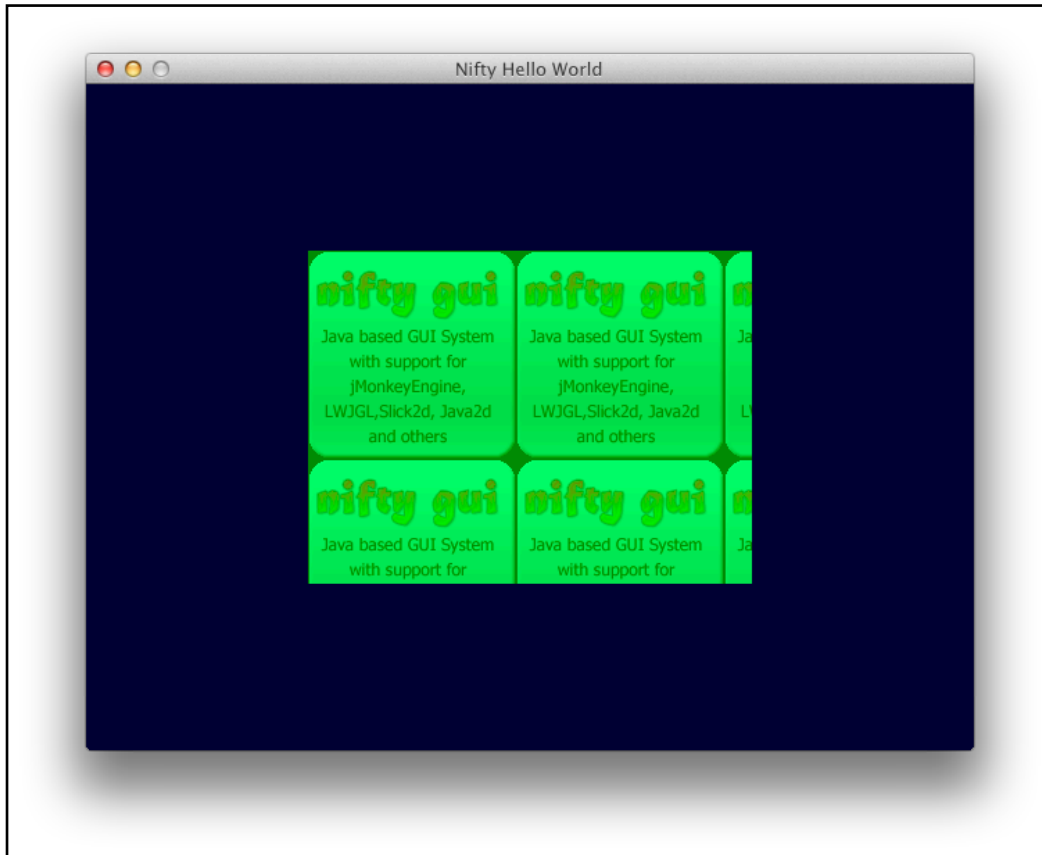 Nifty Hello World
nifty gui nifty gui n
Java based GUI System Java based GUI System Ja
with support for with support for
jMonkeyEngine, jMonkeyEngine,
LWJGL,Slick2d, Java2d LWJGL,Slick2d, Java2d L
and others and others
nifty gui nifty gui n
Java based GUI System Java based GUI System Ja
with support for with support for